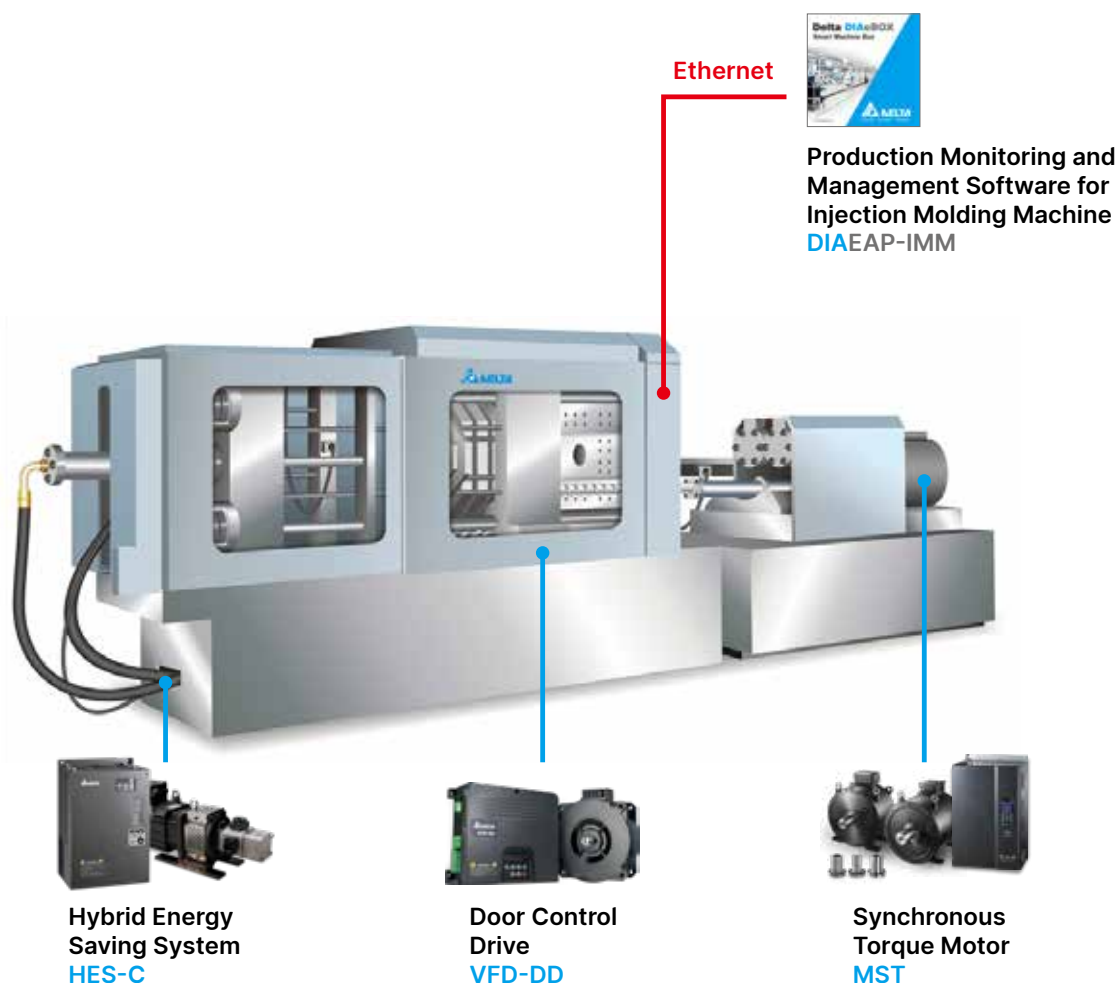 Delta DIAeBOX
Smart Machine Box
Ethernet
DELTA
Production Monitoring and
Management Software for
Injection Molding Machine
DIAEAP-IMM
DELTA
Hybrid Energy
Saving System
HES-C
Door Control
Drive
VFD-DD
Synchronous
Torque Motor
MST